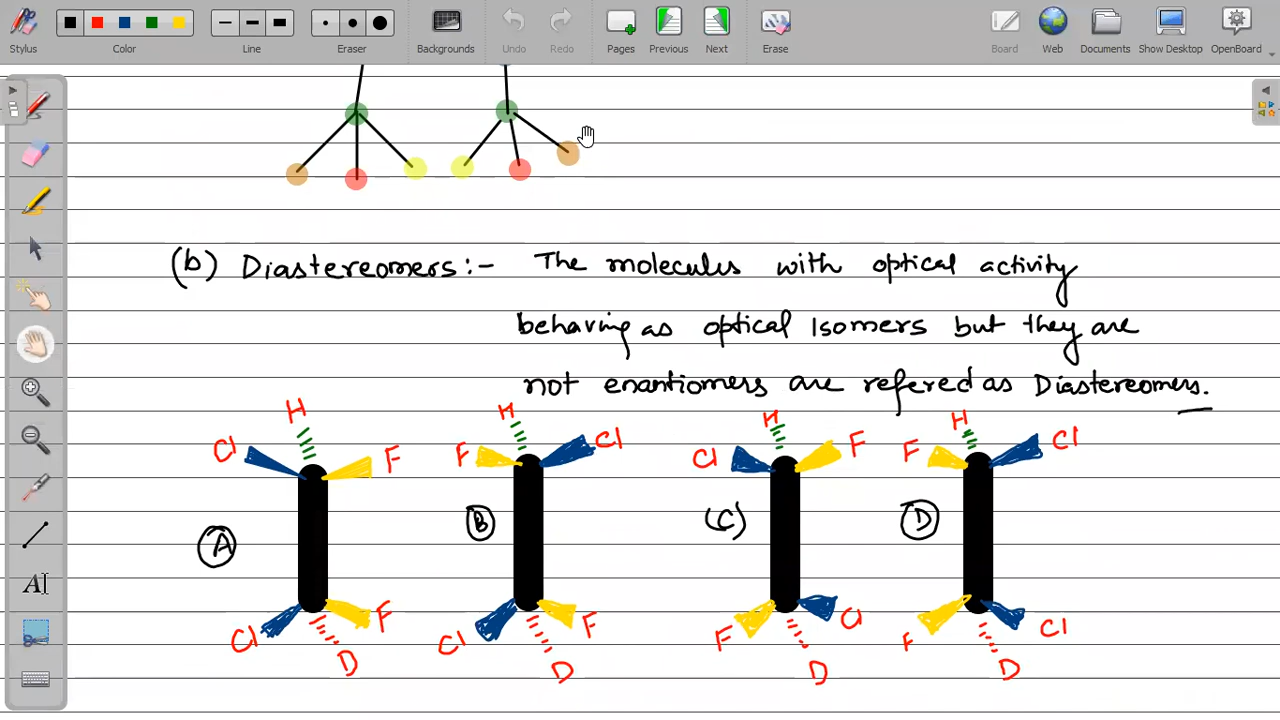 Stylus Color Line Eraser Backgrounds Undo Redo Pages Previous Next Erase Board Web Documents Show Desktop OpenBoard
(b) Diastereomers:- The molecules with optical activity
behaving as optical Isomers but they are
not enantiomers are refered as Diastereomers.
H H H H
Cl F F Cl Cl F F Cl
A B (C) D
Cl F Cl F F Cl F Cl
D D D D